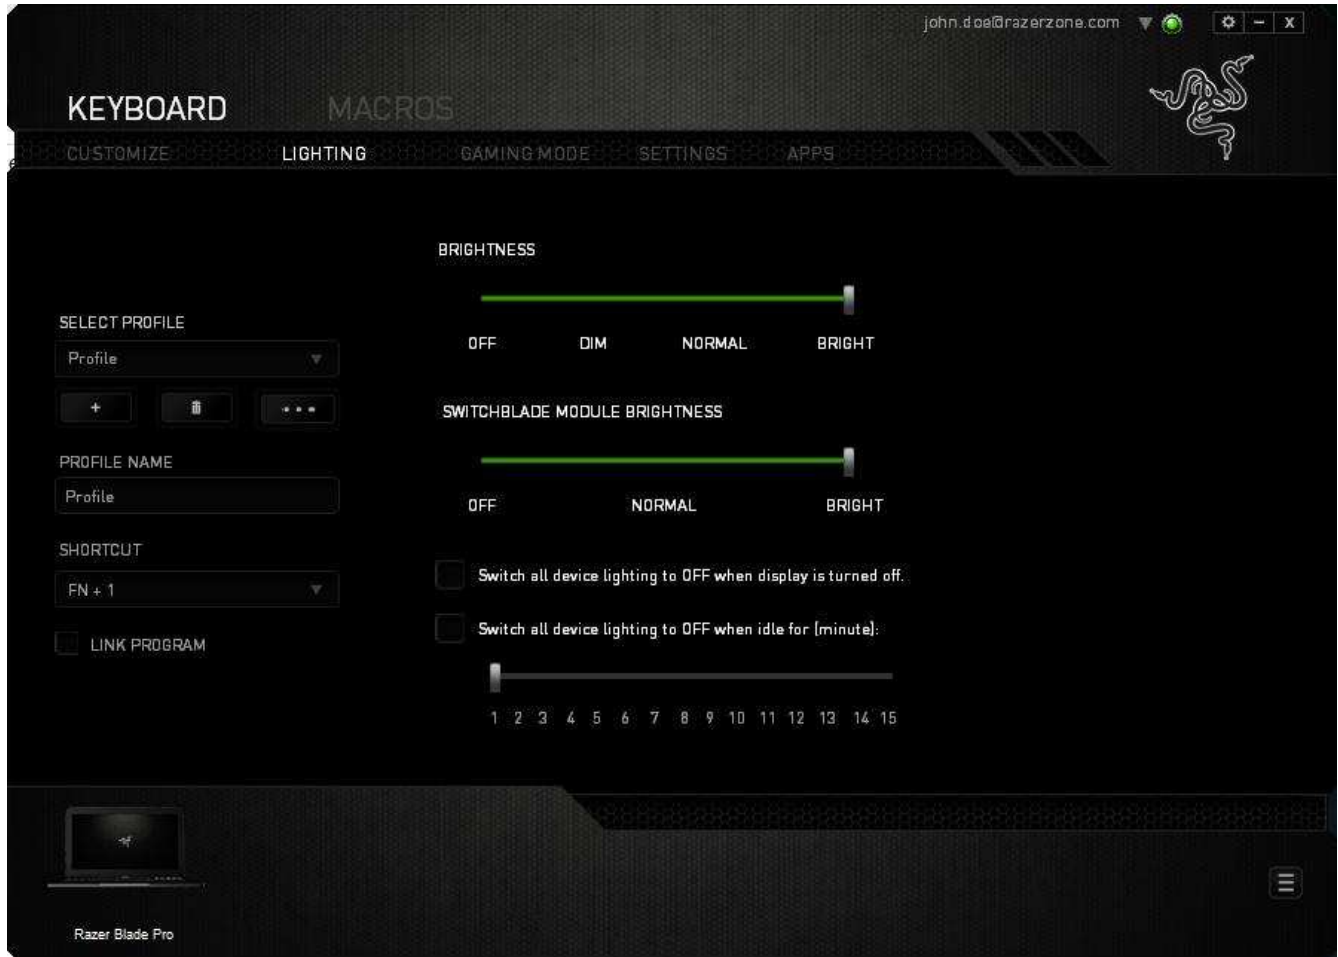 john.doe@razerzone.com
KEYBOARD MACROS
CUSTOMIZE LIGHTING GAMING MODE SETTINGS APPS
BRIGHTNESS
OFF DIM NORMAL BRIGHT
SELECT PROFILE
Profile
+
SWITCHBLADE MODULE BRIGHTNESS
OFF NORMAL BRIGHT
PROFILE NAME
Profile
SHORTCUT
FN + 1
LINK PROGRAM
Switch all device lighting to OFF when display is turned off.
Switch all device lighting to OFF when idle for (minute):
1 2 3 4 5 6 7 8 9 10 11 12 13 14 15
Razer Blade Pro